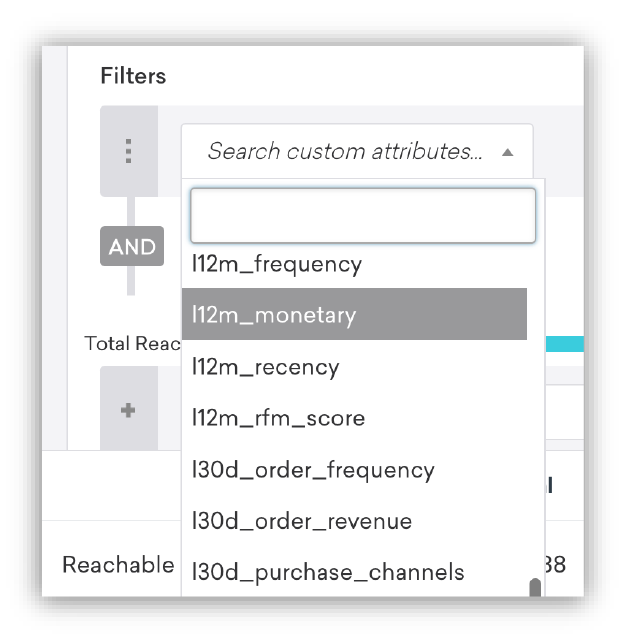 Filters
Search custom attributes...
AND
l12m_frequency
l12m_monetary
Total Reac
l12m_recency
l12m_rfm_score
l30d_order_frequency
l30d_order_revenue
Reachable
l30d_purchase_channels
38